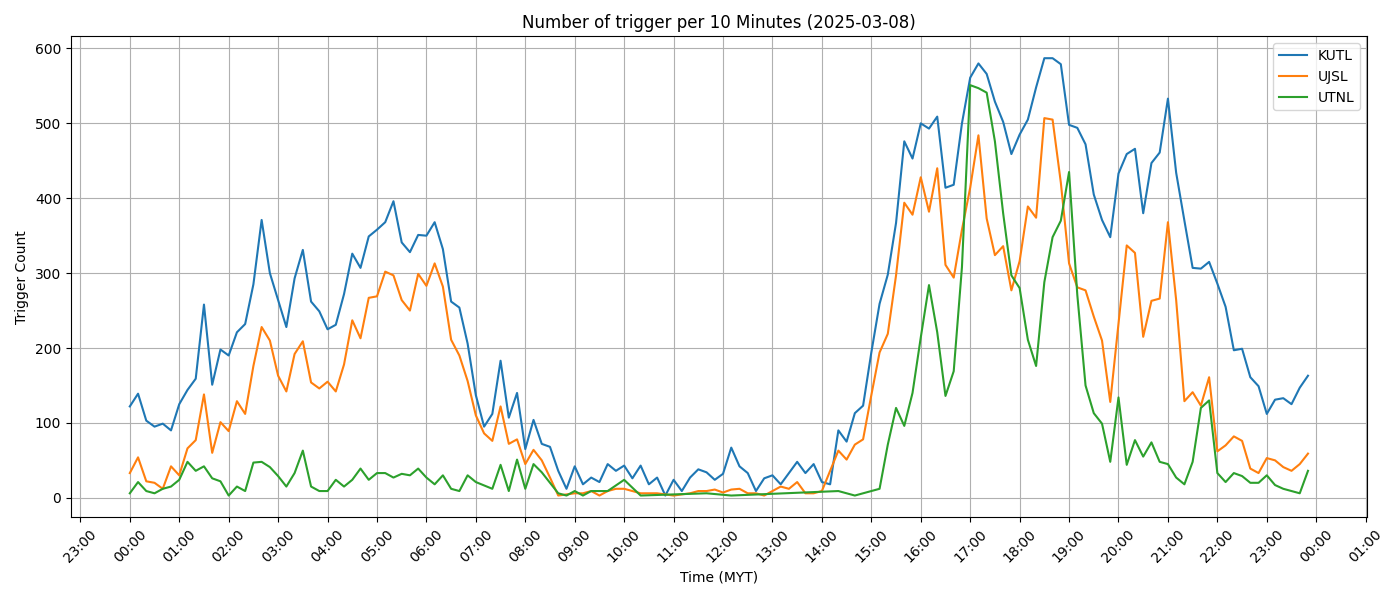 Number of trigger per 10 Minutes (2025-03-08)
KUTL
UJSL
UTNL
Trigger Count
600
500
400
300
200
100
0
23:00 00:00 01:00 02:00 03:00 04:00 05:00 06:00 07:00 08:00 09:00 10:00 11:00 12:00 13:00 14:00 15:00 16:00 17:00 18:00 19:00 20:00 21:00 22:00 23:00 00:00 01:00
Time (MYT)